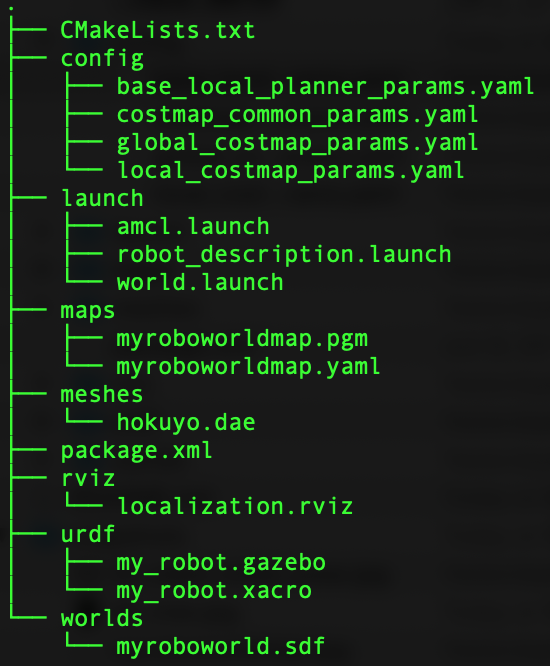 .
├── CMakeLists.txt
├── config
│   ├── base_local_planner_params.yaml
│   ├── costmap_common_params.yaml
│   ├── global_costmap_params.yaml
│   └── local_costmap_params.yaml
├── launch
│   ├── amcl.launch
│   ├── robot_description.launch
│   └── world.launch
├── maps
│   ├── myroboworldmap.pgm
│   └── myroboworldmap.yaml
├── meshes
│   └── hokuyo.dae
├── package.xml
├── rviz
│   └── localization.rviz
├── urdf
│   ├── my_robot.gazebo
│   └── my_robot.xacro
└── worlds
    └── myroboworld.sdf